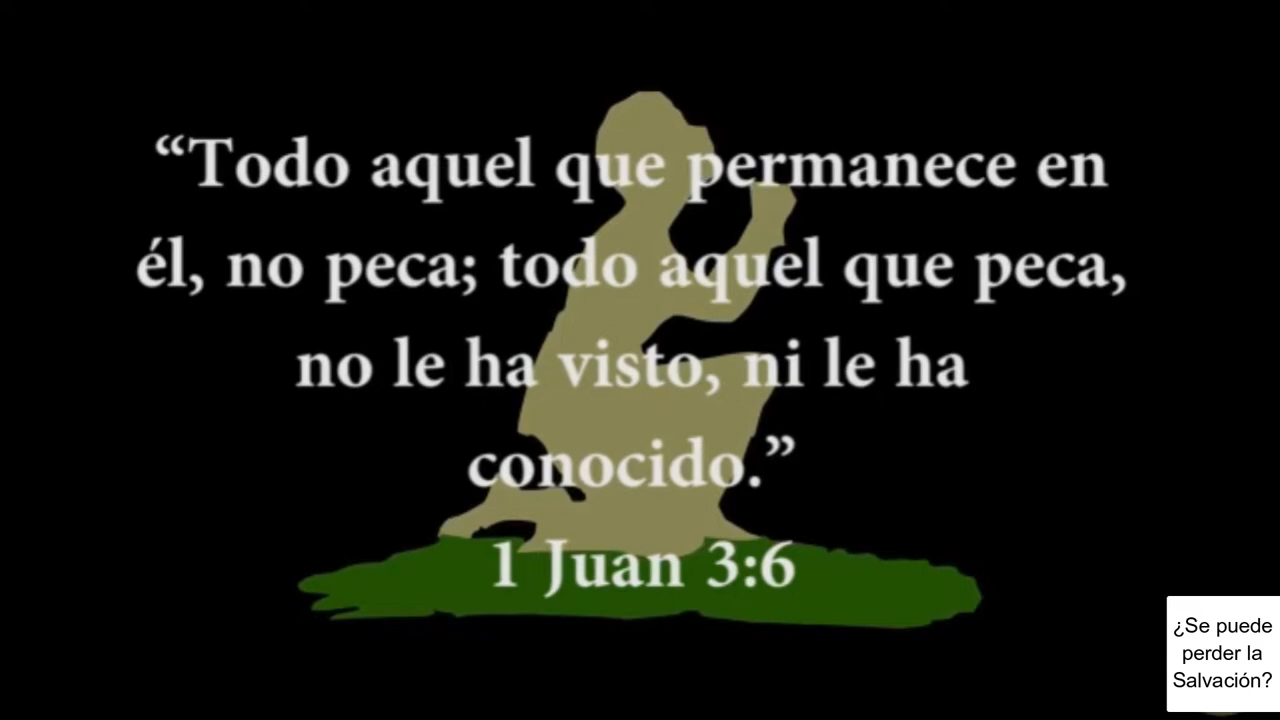 “Todo aquel que permanece en
él, no peca; todo aquel que peca,
no le ha visto, ni le ha
conocido.”
1 Juan 3:6
¿Se puede
perder la
Salvación?